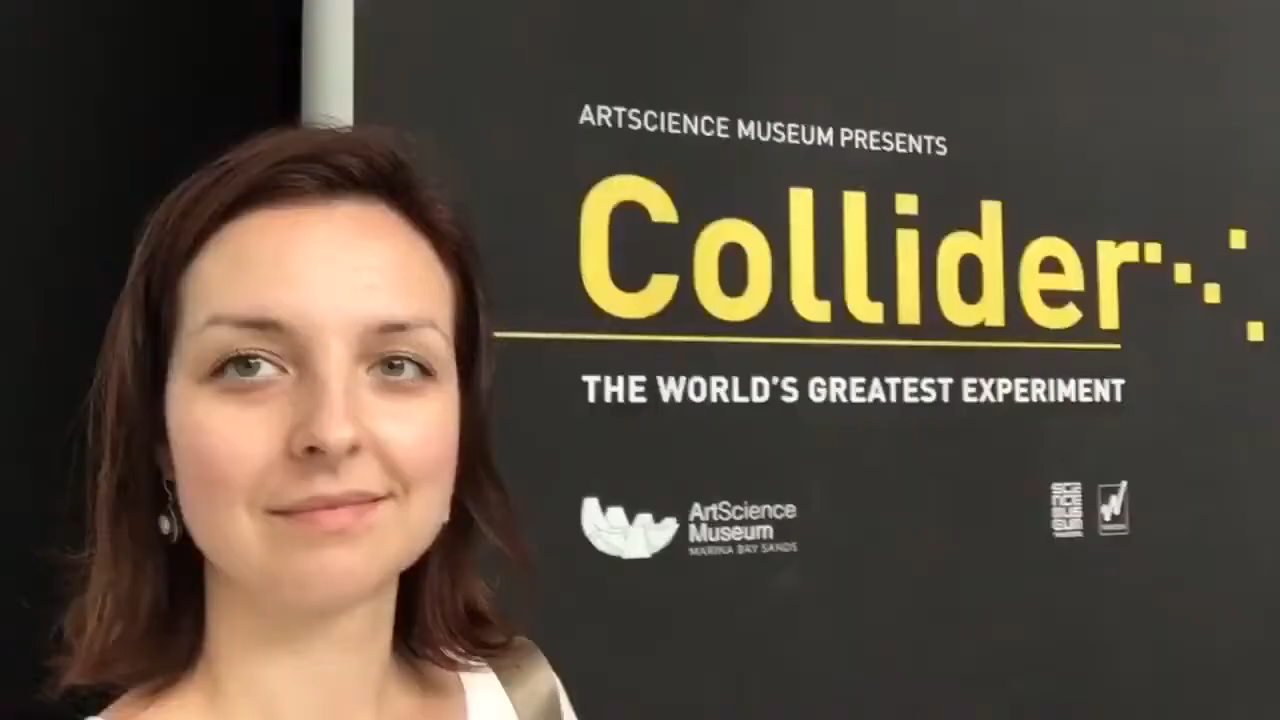 ARTSCIENCE MUSEUM PRESENTS
Collider
THE WORLD'S GREATEST EXPERIMENT
ArtScience
Museum
MARINA BAY SANDS